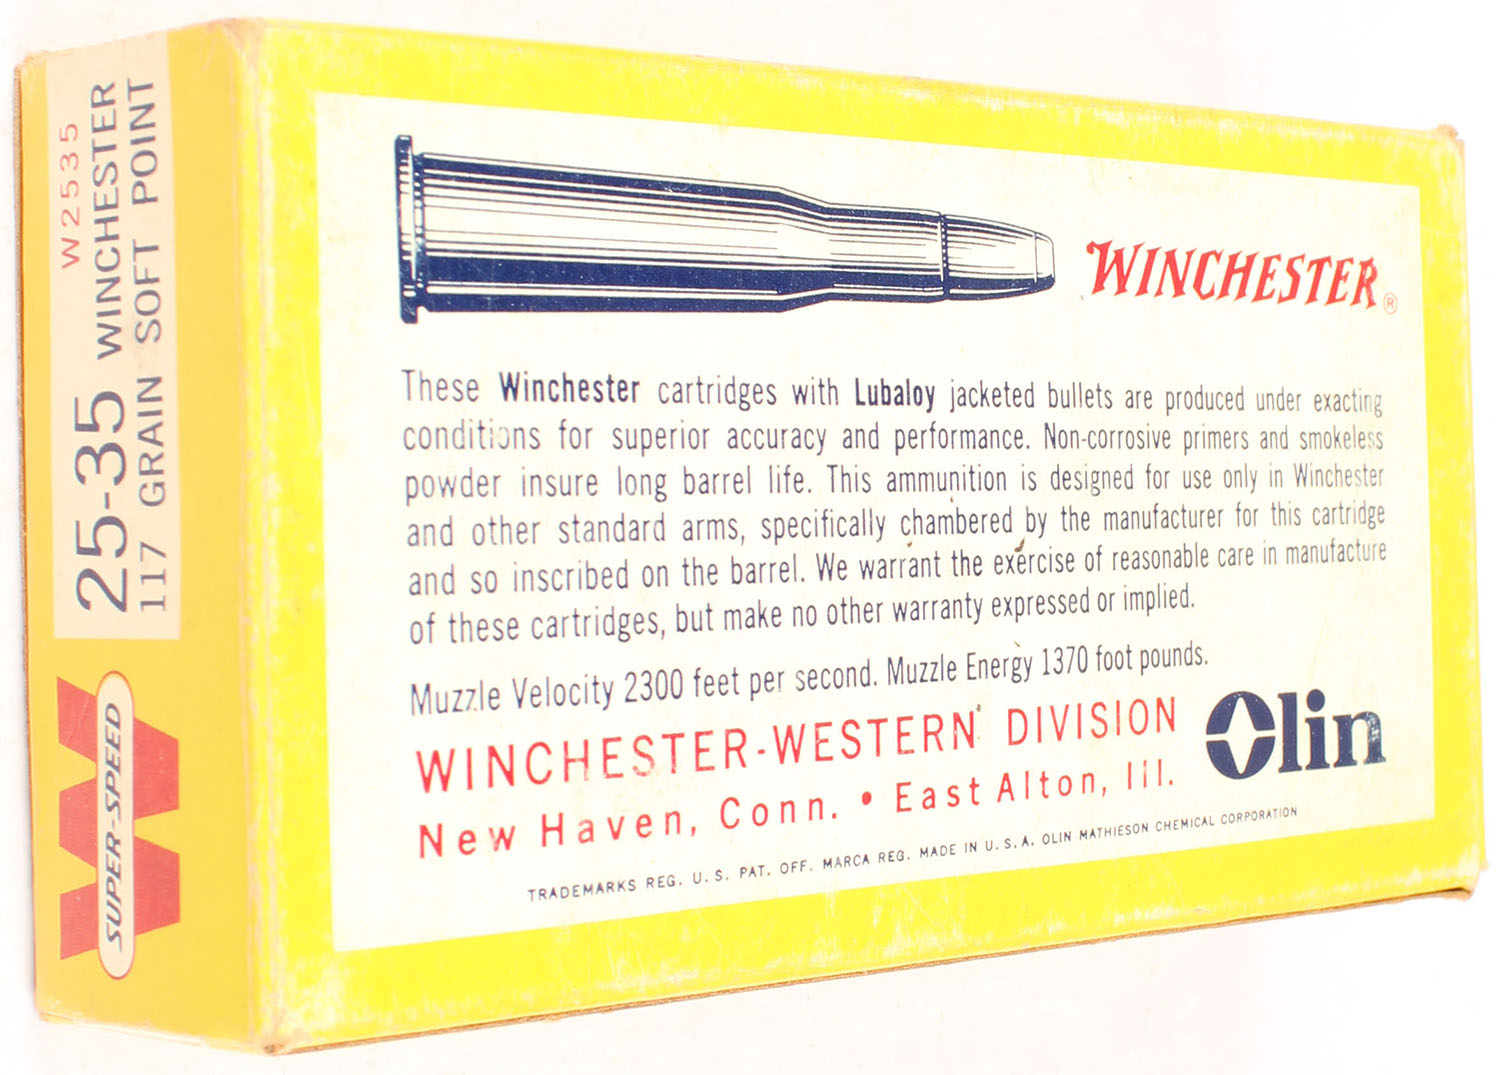 W2535
25-35 WINCHESTER
117 GRAIN SOFT POINT
W
SUPER-SPEED
WINCHESTER®
These Winchester cartridges with Lubaloy jacketed bullets are produced under exacting
conditions for superior accuracy and performance. Non-corrosive primers and smokeless
powder insure long barrel life. This ammunition is designed for use only in Winchester
and other standard arms, specifically chambered by the manufacturer for this cartridge
and so inscribed on the barrel. We warrant the exercise of reasonable care in manufacture
of these cartridges, but make no other warranty expressed or implied.
Muzzle Velocity 2300 feet per second. Muzzle Energy 1370 foot pounds.
WINCHESTER-WESTERN DIVISION
New Haven, Conn. • East Alton, Ill.
Olin
TRADEMARKS REG. U. S. PAT. OFF. MARCA REG. MADE IN U. S. A. OLIN MATHIESON CHEMICAL CORPORATION